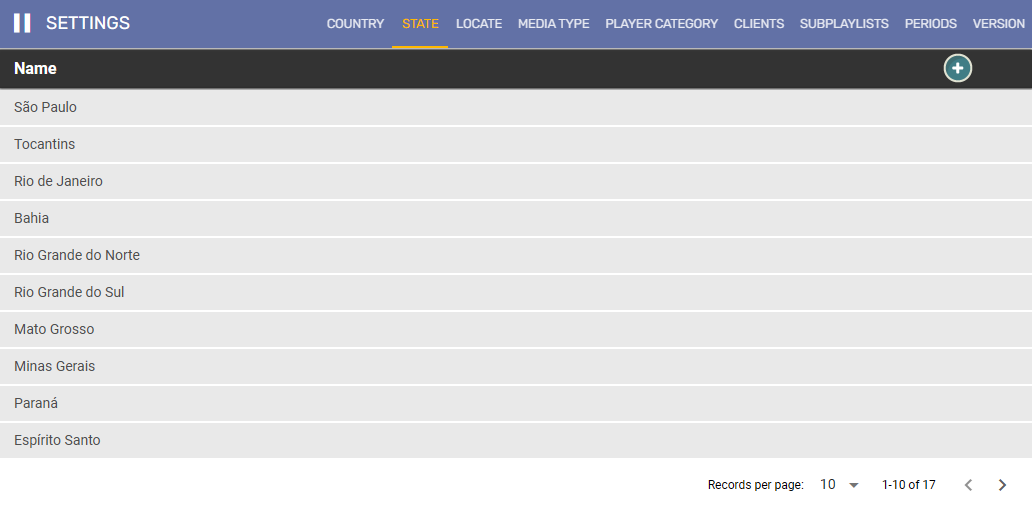 SETTINGS COUNTRY STATE LOCATE MEDIA TYPE PLAYER CATEGORY CLIENTS SUBPLAYLISTS PERIODS VERSION
Name
São Paulo
Tocantins
Rio de Janeiro
Bahia
Rio Grande do Norte
Rio Grande do Sul
Mato Grosso
Minas Gerais
Paraná
Espírito Santo
Records per page: 10 1-10 of 17